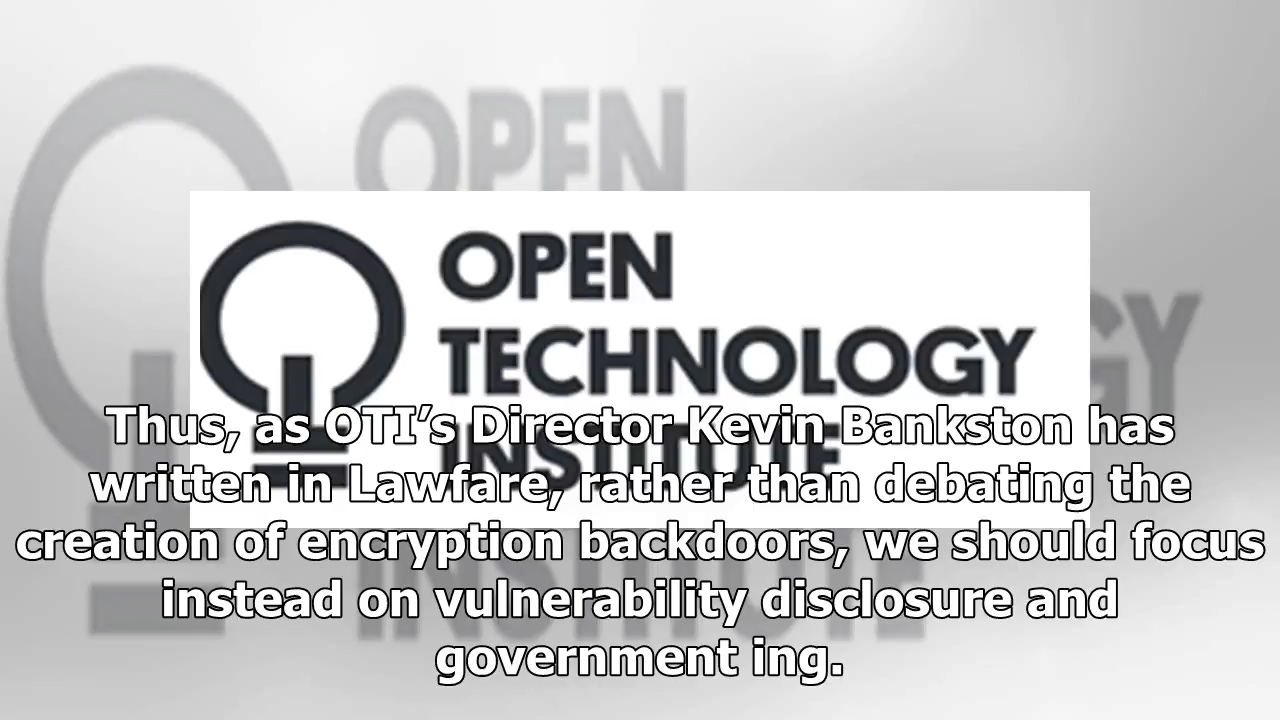 OPEN
TECHNOLOGY
INSTITUTE
Thus, as OTI’s Director Kevin Bankston has
written in Lawfare, rather than debating the
creation of encryption backdoors, we should focus
instead on vulnerability disclosure and
government ing.